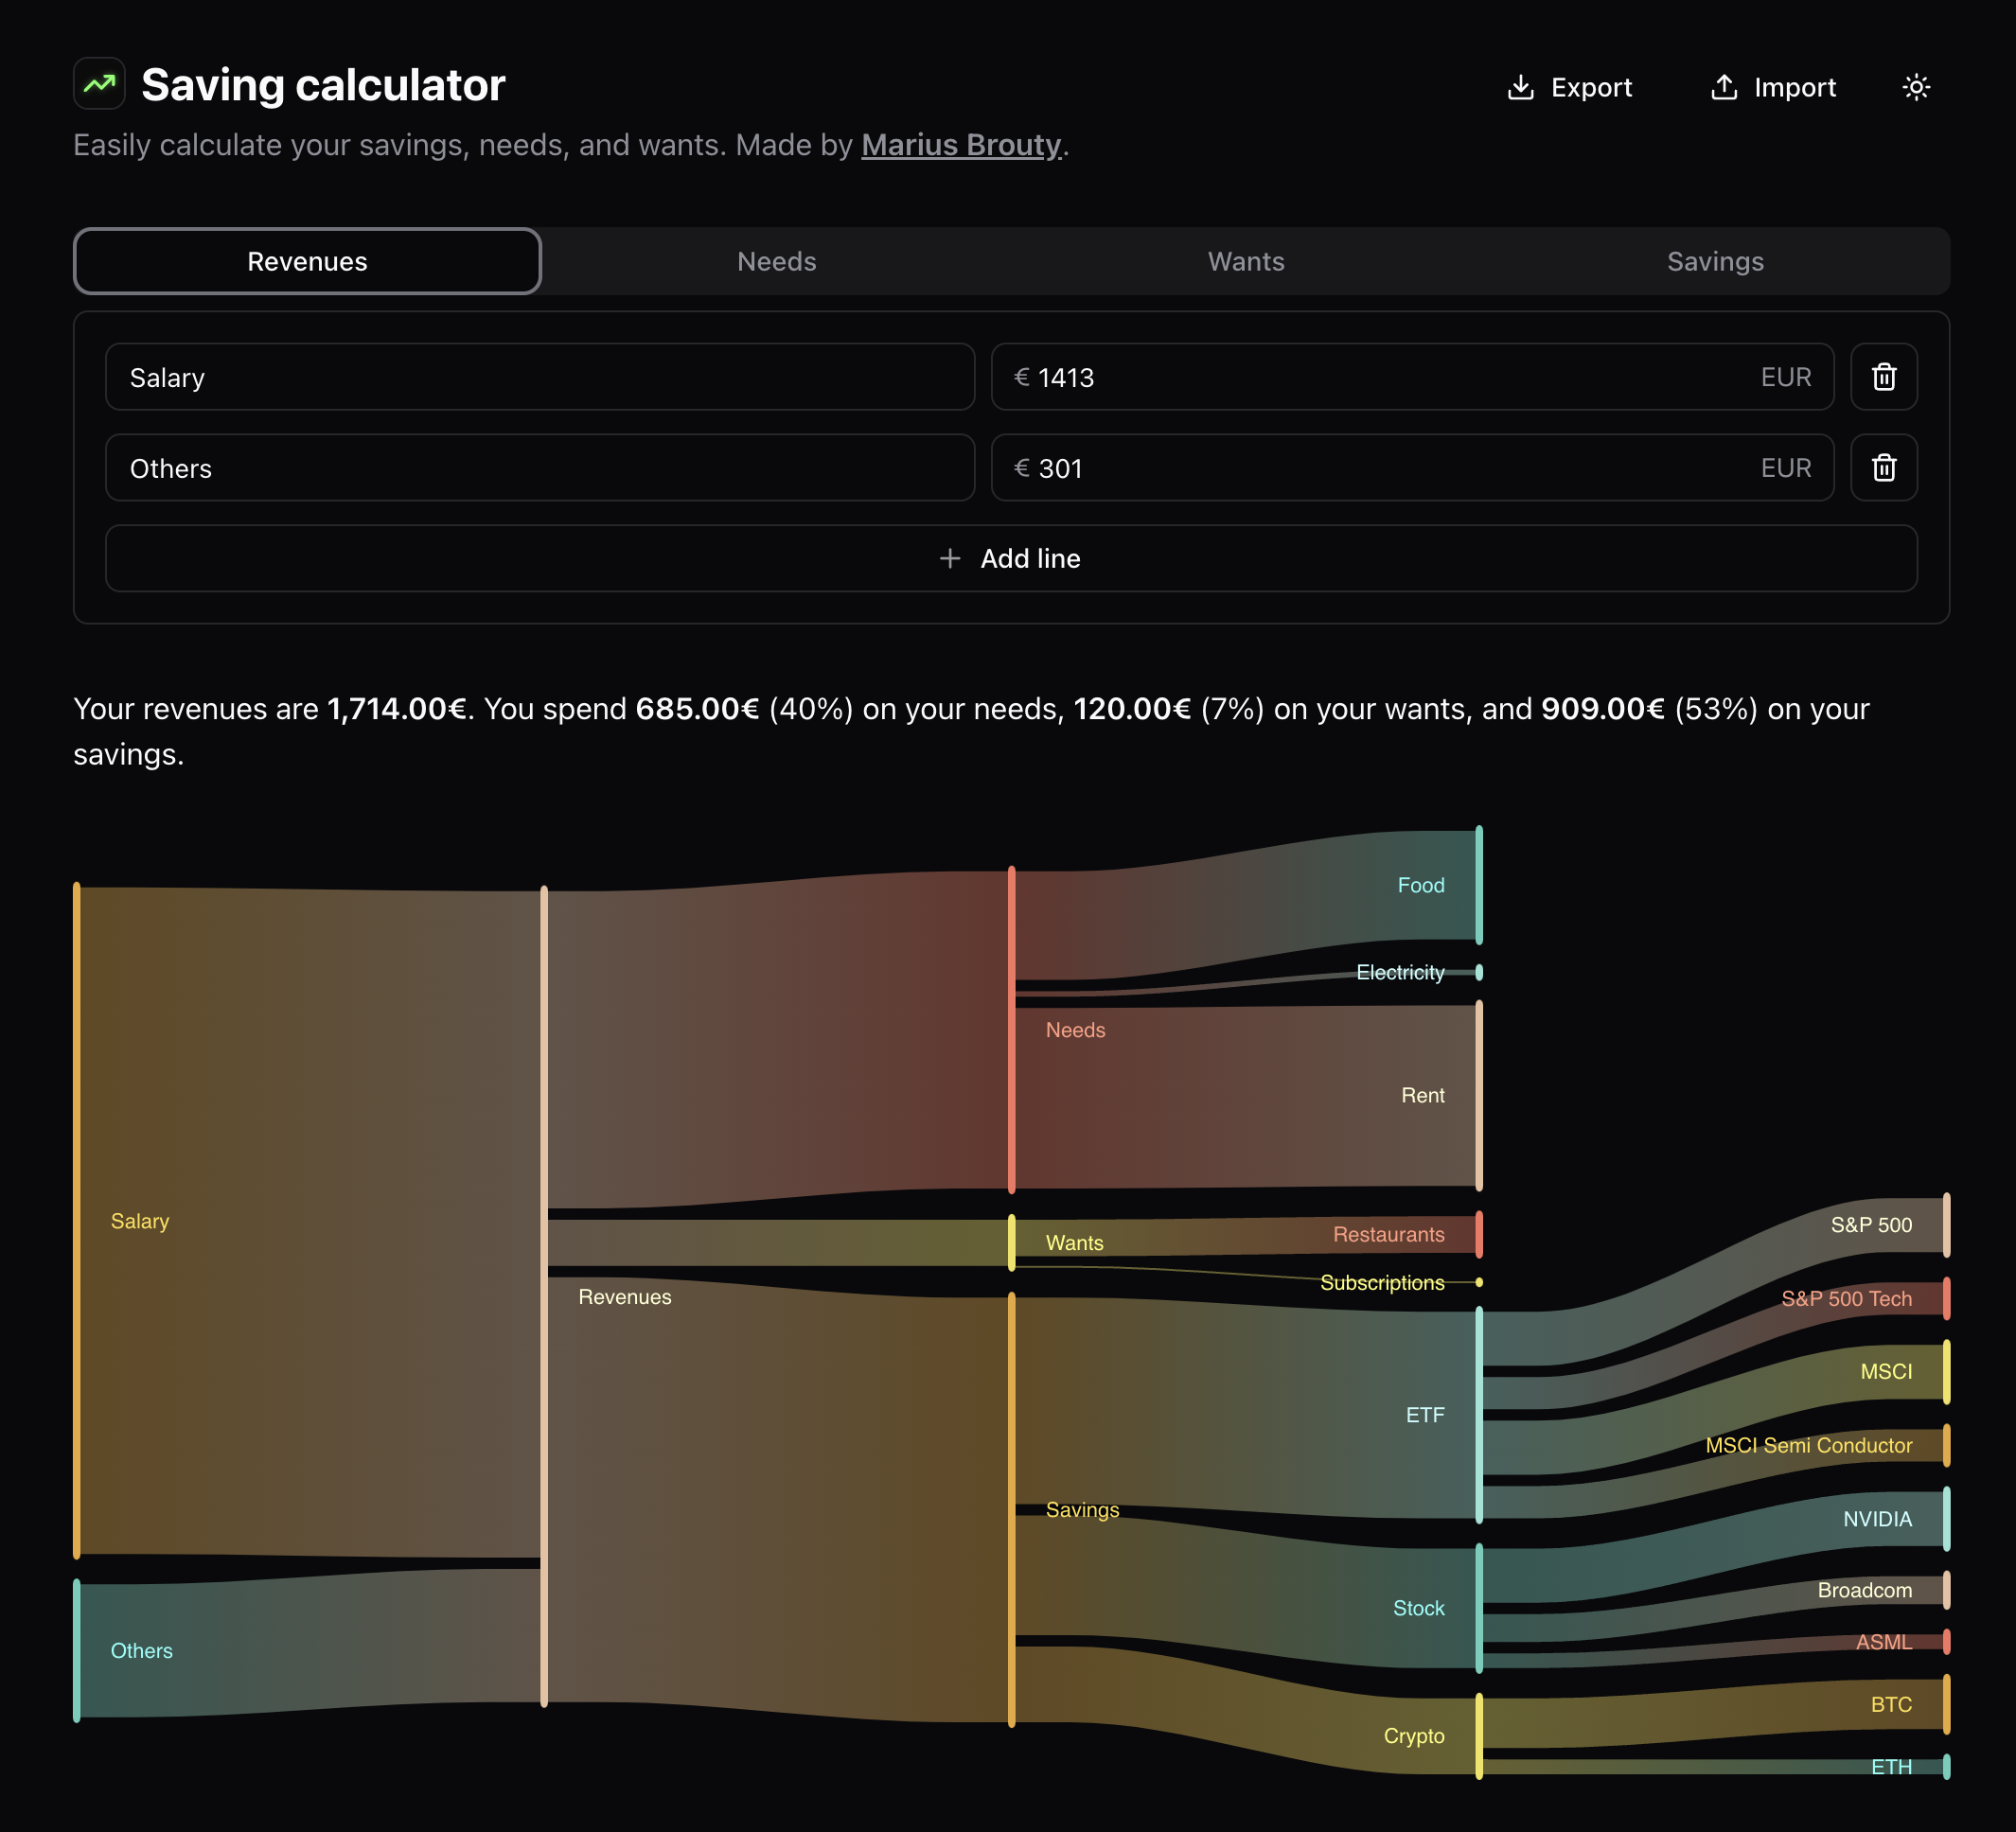 Saving calculator
Export
Import
Easily calculate your savings, needs, and wants. Made by Marius Brouty.
Revenues
Needs
Wants
Savings
Salary
€ 1413
EUR
Others
€ 301
EUR
Add line
Your revenues are 1,714.00€. You spend 685.00€ (40%) on your needs, 120.00€ (7%) on your wants, and 909.00€ (53%) on your
savings.
Salary
Others
Revenues
Needs
Wants
Savings
Food
Electricity
Rent
Restaurants
Subscriptions
ETF
Stock
Crypto
S&P 500
S&P 500 Tech
MSCI
MSCI Semi Conductor
NVIDIA
Broadcom
ASML
BTC
ETH